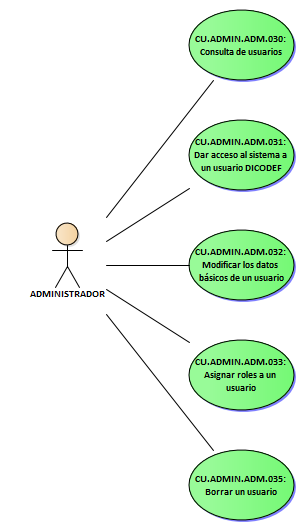 CU.ADMIN.ADM.030:
Consulta de usuarios
CU.ADMIN.ADM.031:
Dar acceso al sistema a
un usuario DICODEF
CU.ADMIN.ADM.032:
Modificar los datos
básicos de un usuario
ADMINISTRADOR
CU.ADMIN.ADM.033:
Asignar roles a un
usuario
CU.ADMIN.ADM.035:
Borrar un usuario